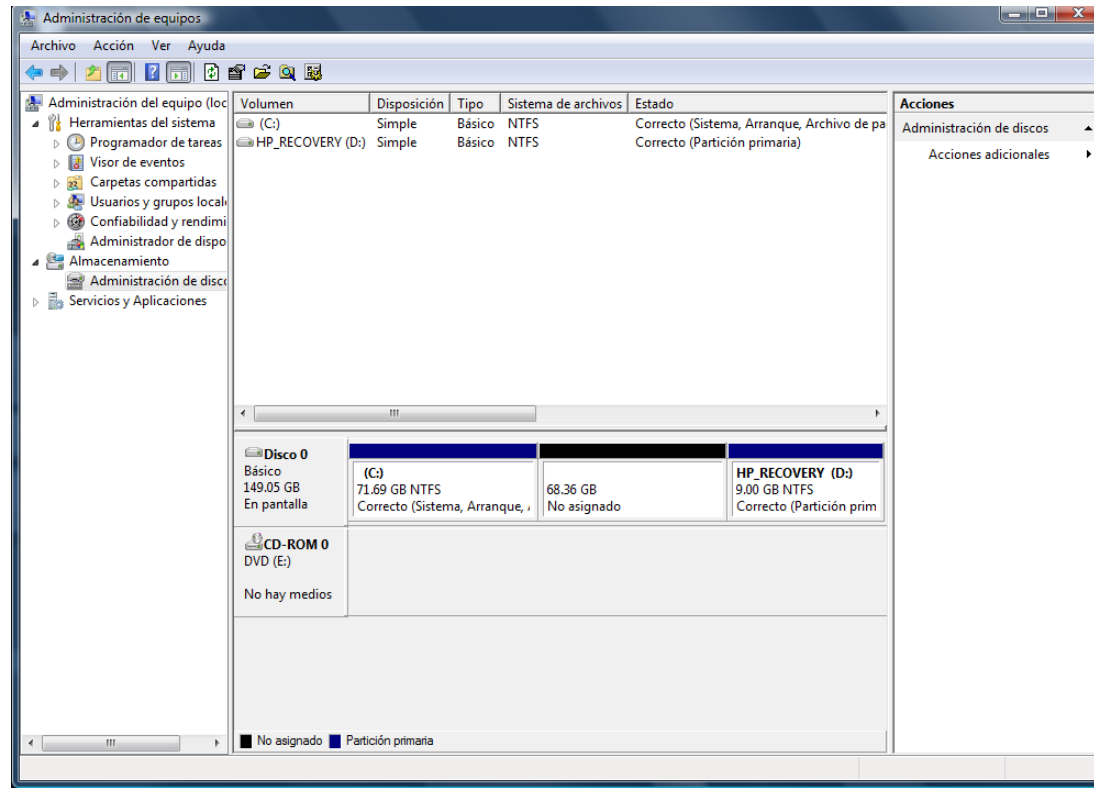 Administración de equipos
Archivo Acción Ver Ayuda
Administración del equipo (loc
Herramientas del sistema
Programador de tareas
Visor de eventos
Carpetas compartidas
Usuarios y grupos locale
Confiabilidad y rendimi
Administrador de dispo
Almacenamiento
Administración de disco
Servicios y Aplicaciones
Volumen Disposición Tipo Sistema de archivos Estado
(C:) Simple Básico NTFS Correcto (Sistema, Arranque, Archivo de pa
HP_RECOVERY (D:) Simple Básico NTFS Correcto (Partición primaria)
Disco 0
Básico
149.05 GB
En pantalla
(C:)
71.69 GB NTFS
Correcto (Sistema, Arranque, A
68.36 GB
No asignado
HP_RECOVERY (D:)
9.00 GB NTFS
Correcto (Partición prim
CD-ROM 0
DVD (E:)
No hay medios
No asignado Partición primaria
Acciones
Administración de discos
Acciones adicionales